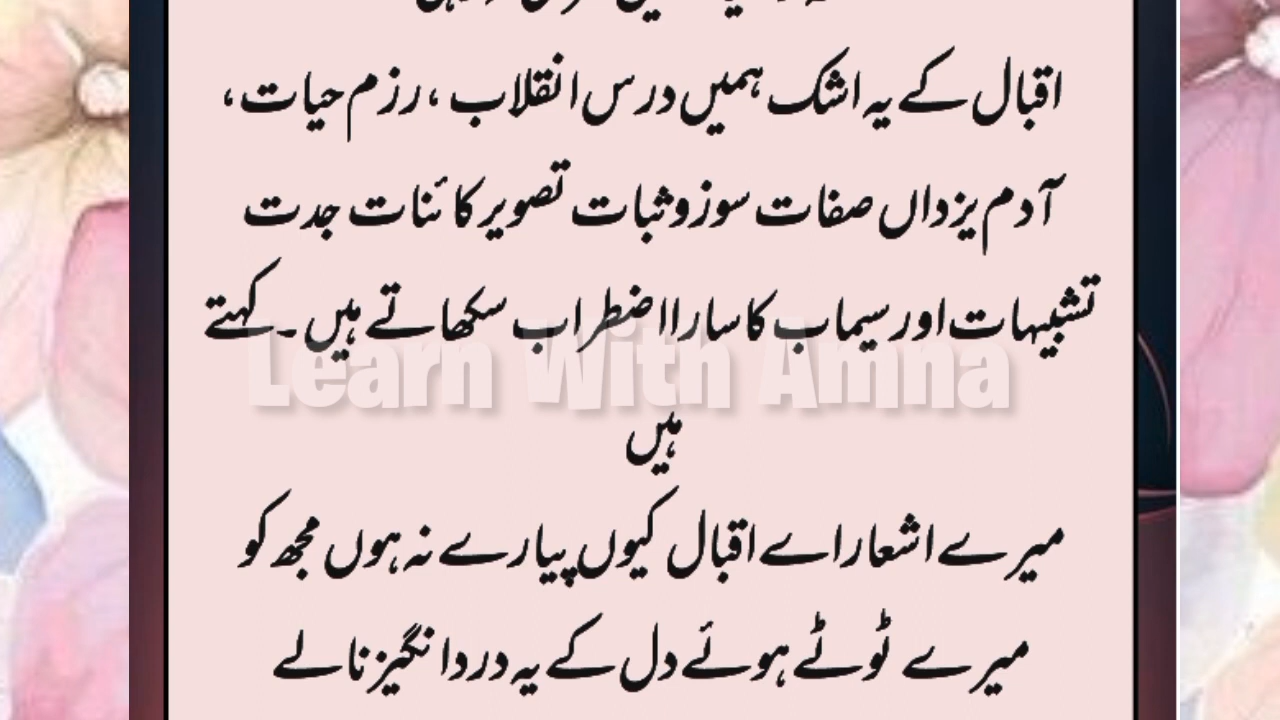 اقبال کے یہ اشک ہمیں درس انقلاب ، رزم حیات ،
آدم یزداں صفات سوز و ثبات تصویر کائنات جدت
تشبیہات اور سیماب کا سارا اضطراب سکھاتے ہیں ۔ کہتے
Learn With Amna
ہیں
میرے اشعار اے اقبال کیوں پیارے نہ ہوں مجھ کو
میرے ٹوٹے ہوئے دل کے یہ درد انگیز نالے